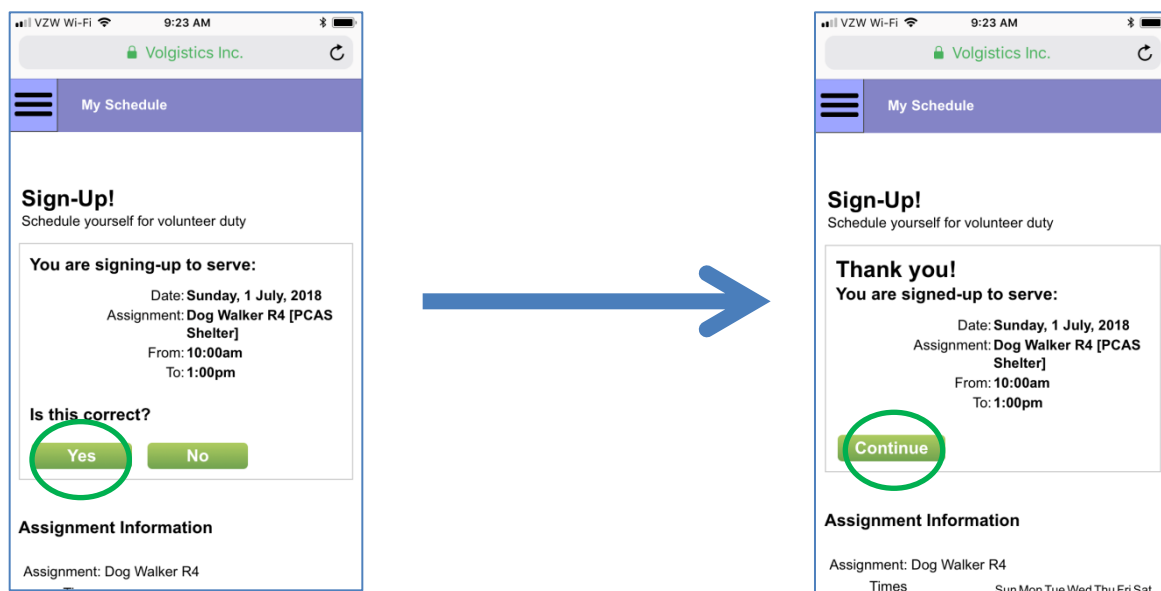 VZW Wi-Fi 9:23 AM
Volgistics Inc.
My Schedule
Sign-Up!
Schedule yourself for volunteer duty
You are signing-up to serve:
Date: Sunday, 1 July, 2018
Assignment: Dog Walker R4 [PCAS
Shelter]
From: 10:00am
To: 1:00pm
Is this correct?
Yes No
Assignment Information
Assignment: Dog Walker R4
VZW Wi-Fi 9:23 AM
Volgistics Inc.
My Schedule
Sign-Up!
Schedule yourself for volunteer duty
Thank you!
You are signed-up to serve:
Date: Sunday, 1 July, 2018
Assignment: Dog Walker R4 [PCAS
Shelter]
From: 10:00am
To: 1:00pm
Continue
Assignment Information
Assignment: Dog Walker R4
Times Sun Mon Tue Wed Thu Fri Sat